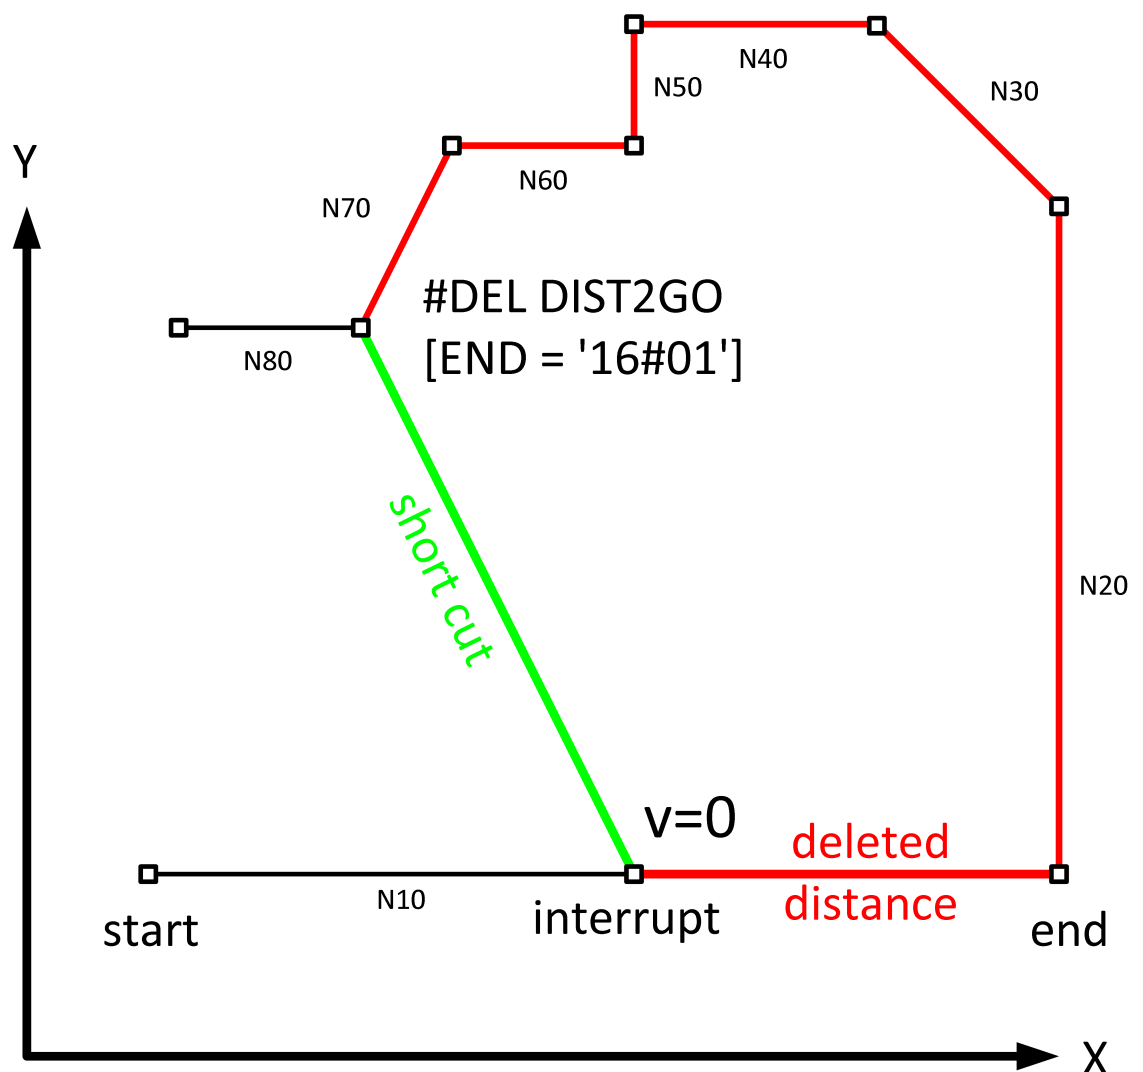 N40
N50
N30
Y
N60
N70
#DEL DIST2GO
[END = '16#01']
N80
short cut
N20
v=0
deleted
distance
N10
interrupt
start
end
X